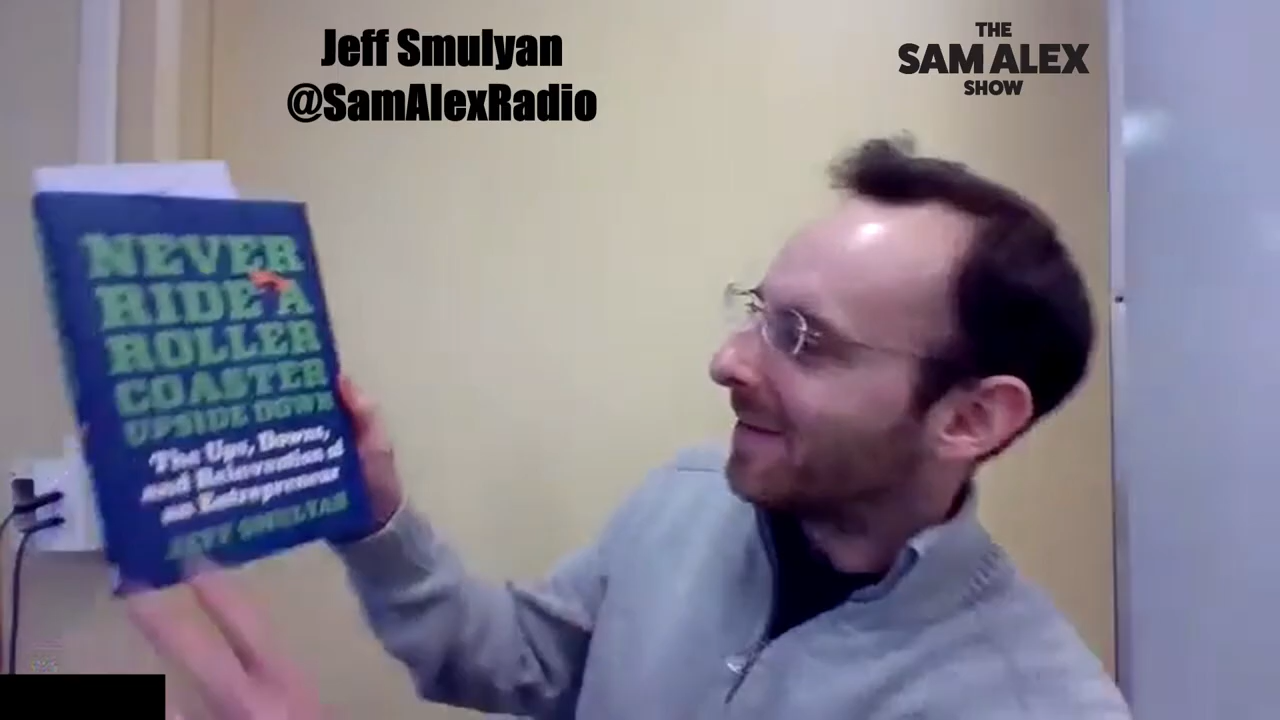 Jeff Smulyan
@SamAlexRadio
THE
SAM ALEX
SHOW
NEVER
RIDE A
ROLLER
COASTER
UPSIDE DOWN
The Ups, Downs,
and Reinvention of
an Entrepreneur
JEFF SMULYAN